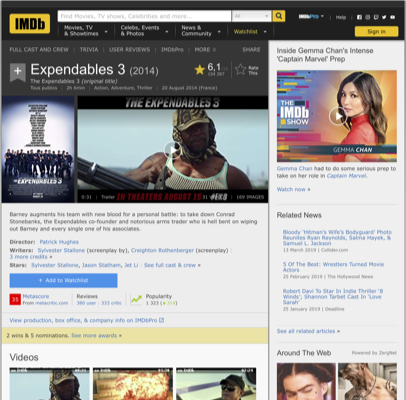 IMDb
Find Movies, TV shows, Celebrities and more...
All
Movies, TV & Showtimes
Celebs, Events & Photos
News & Community
Watchlist
IMDbPro
Help
Sign in
FULL CAST AND CREW | TRIVIA | USER REVIEWS | IMDbPro | MORE
SHARE
Expendables 3 (2014)
The Expendables 3 (original title)
Tous publics | 2h 6min | Action, Adventure, Thriller | 20 August 2014 (France)
6,1
Rate This
THE EXPENDABLES 3
EXPENDABLES 3
0:31 | Trailer
IN THEATERS AUGUST 15 #EX3
169 IMAGES
Barney augments his team with new blood for a personal battle: to take down Conrad
Stonebanks, the Expendables co-founder and notorious arms trader who is hell bent on wiping
out Barney and every single one of his associates.
Director: Patrick Hughes
Writers: Sylvester Stallone (screenplay by), Creighton Rothenberger (screenplay) |
3 more credits »
Stars: Sylvester Stallone, Jason Statham, Jet Li | See full cast & crew »
+ Add to Watchlist
35
Metascore
From metacritic.com
Reviews
380 user | 333 critic
Popularity
1 323
View production, box office, & company info on IMDbPro
2 wins & 5 nominations. See more awards »
Videos
Inside Gemma Chan's Intense
'Captain Marvel' Prep
THE
IMDb
SHOW
GEMMA CHAN
Gemma Chan had to do some serious prep to
take on her role in Captain Marvel.
Watch now »
Related News
Bloody 'Hitman's Wife's Bodyguard' Photo
Reunites Ryan Reynolds, Salma Hayek, &
Samuel L. Jackson
13 March 2019 | Collider.com
5 Of The Best: Wrestlers Turned Movie
Actors
25 February 2019 | The Hollywood News
Robert Davi To Star In Indie Thriller '8
Winds'; Shannon Tarbet Cast In 'Love
Sarah'
25 January 2019 | Deadline
See all related articles »
Around The Web
Powered by ZergNet